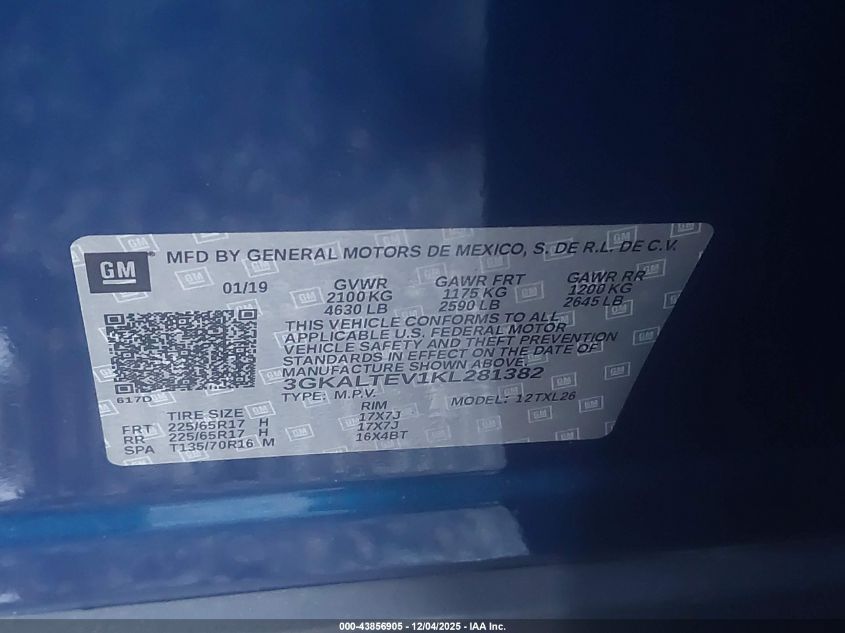 GM
MFD BY GENERAL MOTORS DE MEXICO, S. DE R.L. DE C.V.
01/19 GVWR GAWR FRT GAWR RR
2100 KG 1175 KG 1200 KG
4630 LB 2590 LB 2645 LB
THIS VEHICLE CONFORMS TO ALL
APPLICABLE U.S. FEDERAL MOTOR
VEHICLE SAFETY AND THEFT PREVENTION
STANDARDS IN EFFECT ON THE DATE OF
MANUFACTURE SHOWN ABOVE.
3GKALTEV1KL281382
617D TYPE: M.P.V. MODEL: 12TXL26
TIRE SIZE RIM
FRT 225/65R17 H 17X7J
RR 225/65R17 H 17X7J
SPA T135/70R16 M 16X4BT
000-43856905 - 12/04/2025 - IAA Inc.